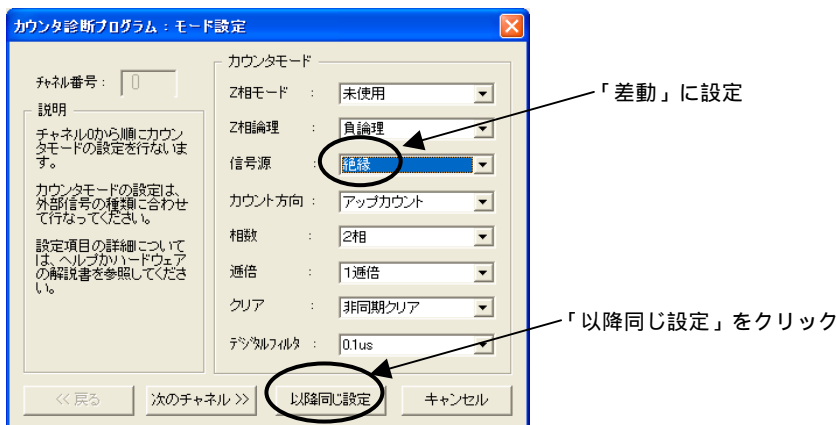 カウンタ診断プログラム：モード設定
チャネル番号： 0
説明
チャネル0から順にカウン
タモードの設定を行ないま
す。
カウンタモードの設定は、
外部信号の種類に合わせ
て行なってください。
設定項目の詳細について
は、ヘルプかハードウェア
の解説書を参照してくださ
い。
カウンタモード
Z相モード ： 未使用
Z相論理 ： 負論理
信号源 ： 絶縁
カウント方向： アップカウント
相数 ： 2相
逓倍 ： 1逓倍
クリア ： 非同期クリア
デジタルフィルタ ： 0.1us
<< 戻る 次のチャネル >> 以降同じ設定 キャンセル
「差動」に設定
「以降同じ設定」をクリック